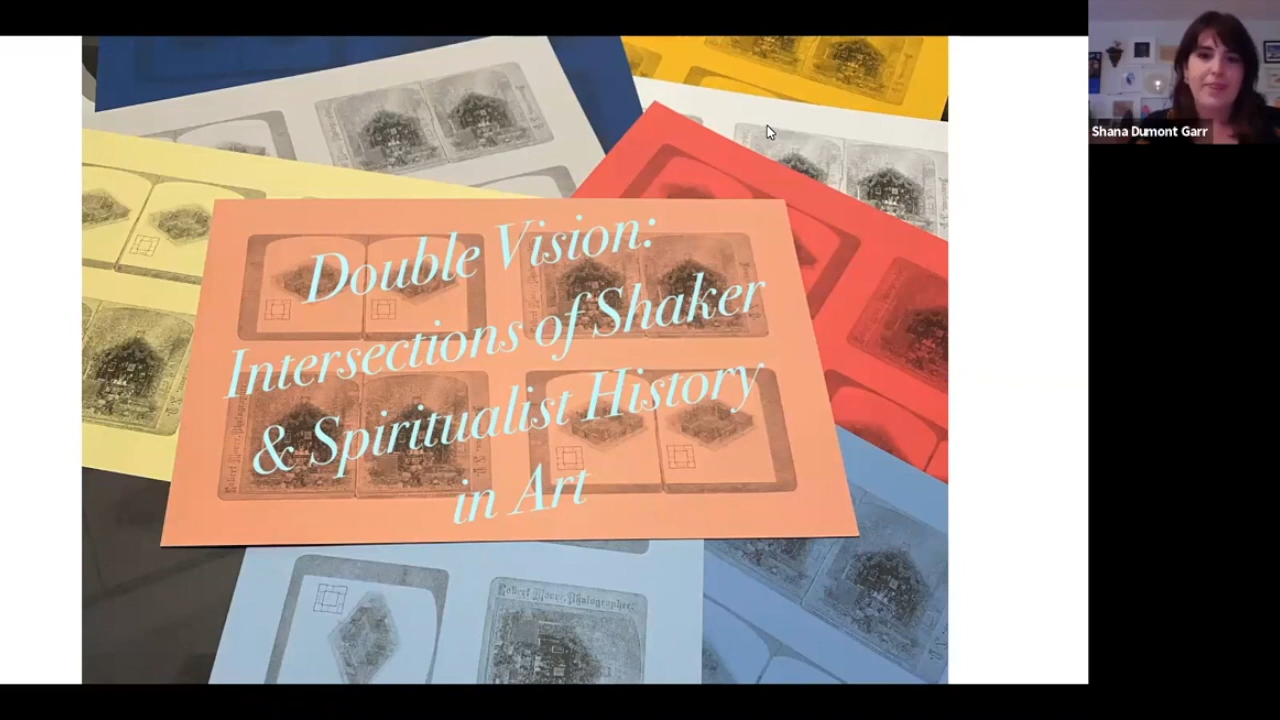 Double Vision:
Intersections of Shaker
& Spiritualist History
in Art
Shana Dumont Garr